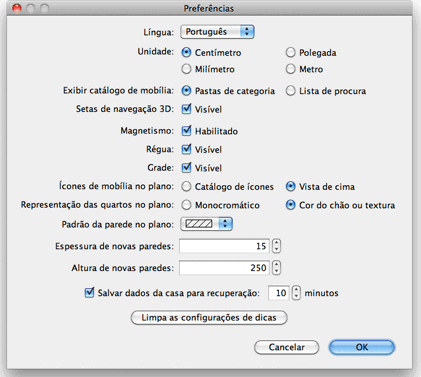 Preferências
Língua: Português
Unidade: Centímetro Polegada
Milímetro Metro
Exibir catálogo de mobília: Pastas de categoria Lista de procura
Setas de navegação 3D: Visível
Magnetismo: Habilitado
Régua: Visível
Grade: Visível
Ícones de mobília no plano: Catálogo de ícones Vista de cima
Representação das quartos no plano: Monocromático Cor do chão ou textura
Padrão da parede no plano:
Espessura de novas paredes: 15
Altura de novas paredes: 250
Salvar dados da casa para recuperação: 10 minutos
Limpa as configurações de dicas
Cancelar OK